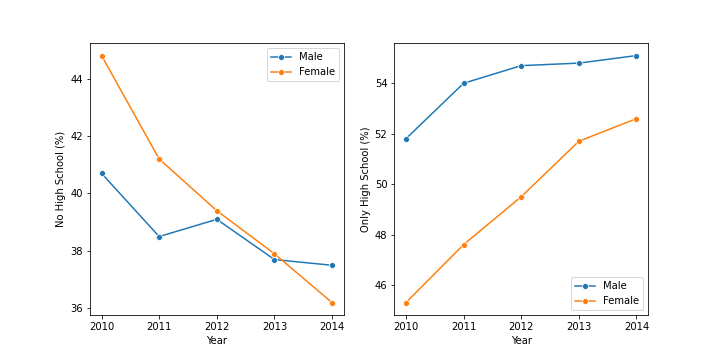 No High School (%)
44
42
40
38
36
2010 2011 2012 2013 2014
Year
Male
Female
Only High School (%)
54
52
50
48
46
2010 2011 2012 2013 2014
Year
Male
Female